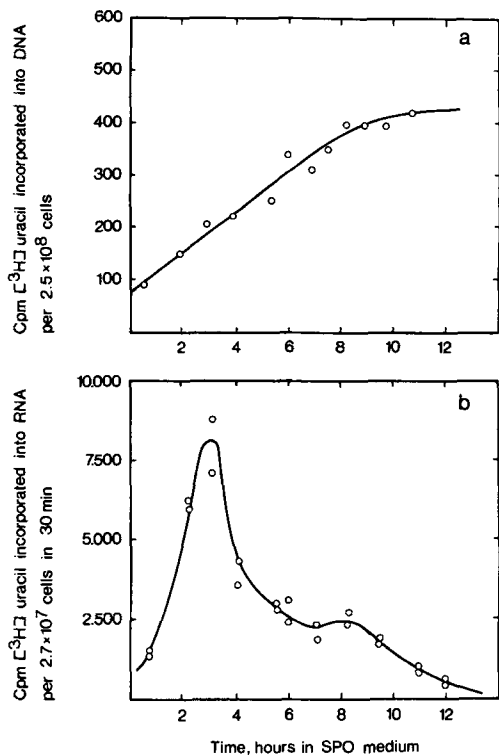 a
600
500
400
300
200
100
2 4 6 8 10 12
Cpm [³H] uracil incorporated into DNA
per 2.5×10⁸ cells
b
10.000
7.500
5.000
2.500
2 4 6 8 10 12
Cpm [³H] uracil incorporated into RNA
per 2.7×10⁷ cells in 30 min
Time, hours in SPO medium